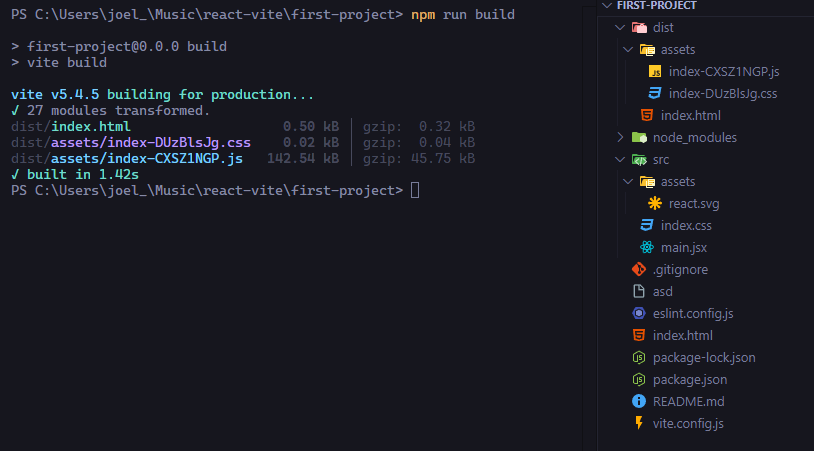 PS C:\Users\joel_\Music\react-vite\first-project> npm run build
> first-project@0.0.0 build
> vite build
vite v5.4.5 building for production...
✓ 27 modules transformed.
dist/index.html 0.50 kB │ gzip: 0.32 kB
dist/assets/index-DUzBlsJg.css 0.02 kB │ gzip: 0.04 kB
dist/assets/index-CXSZ1NGP.js 142.54 kB │ gzip: 45.75 kB
✓ built in 1.42s
PS C:\Users\joel_\Music\react-vite\first-project>
FIRST-PROJECT
dist
assets
JS index-CXSZ1NGP.js
index-DUzBlsJg.css
index.html
node_modules
src
assets
react.svg
index.css
main.jsx
.gitignore
asd
eslint.config.js
index.html
package-lock.json
package.json
README.md
vite.config.js